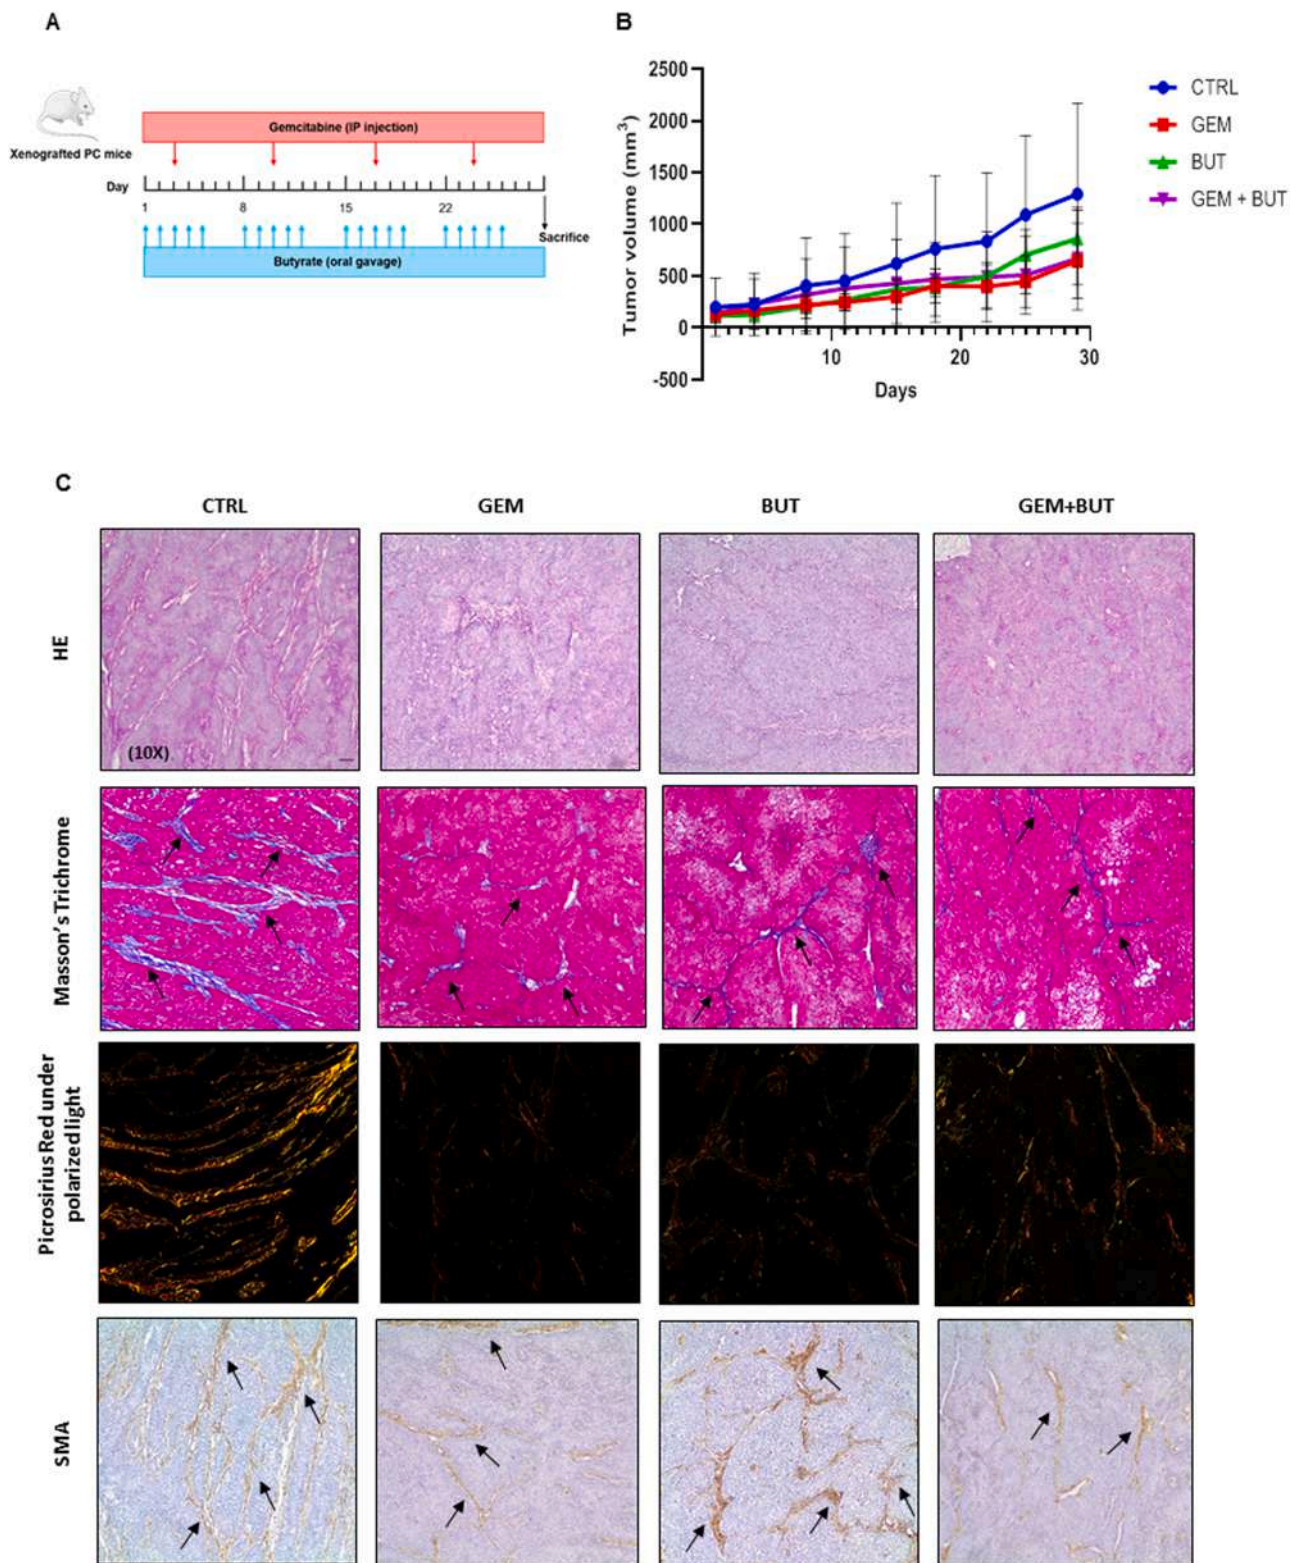 A
Gemcitabine (IP injection)
Xenografted PC mice
Day
1 8 15 22
Sacrifice
Butyrate (oral gavage)
B
2500
2000
1500
1000
500
0
-500
10 20 30
Tumor volume (mm³)
Days
CTRL
GEM
BUT
GEM + BUT
C
CTRL GEM BUT GEM+BUT
HE
(10X)
Masson's Trichrome
Picrosirius Red under
polarized light
SMA